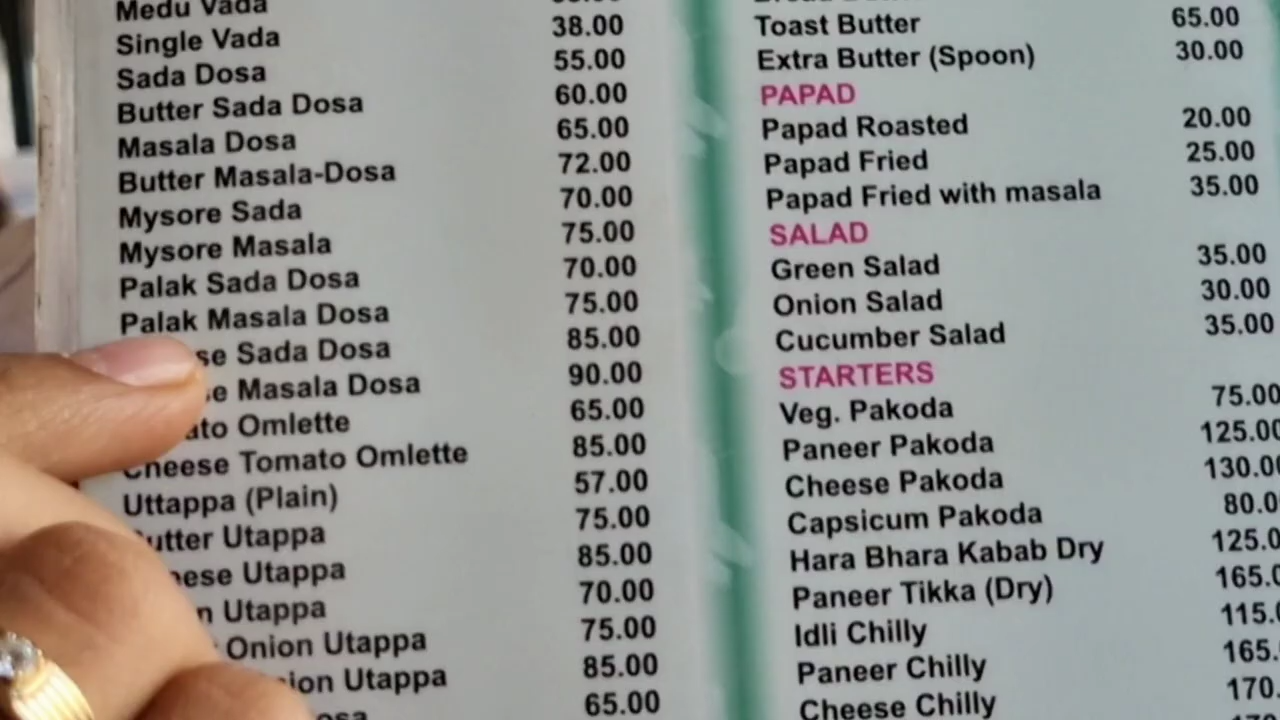 Medu Vada
Single Vada 38.00
Sada Dosa 55.00
Butter Sada Dosa 60.00
Masala Dosa 65.00
Butter Masala-Dosa 72.00
Mysore Sada 70.00
Mysore Masala 75.00
Palak Sada Dosa 70.00
Palak Masala Dosa 75.00
Sada Dosa 85.00
Masala Dosa 90.00
Omlette 65.00
Cheese Tomato Omlette 85.00
Uttappa (Plain) 57.00
Utappa 75.00
Utappa 85.00
Utappa 70.00
Onion Utappa 75.00
Utappa 85.00
65.00
Toast Butter 65.00
Extra Butter (Spoon) 30.00
PAPAD
Papad Roasted 20.00
Papad Fried 25.00
Papad Fried with masala 35.00
SALAD
Green Salad 35.00
Onion Salad 30.00
Cucumber Salad 35.00
STARTERS
Veg. Pakoda 75.00
Paneer Pakoda 125.00
Cheese Pakoda 130.00
Capsicum Pakoda 80.0
Hara Bhara Kabab Dry 125.0
Paneer Tikka (Dry) 165.0
Idli Chilly 115.
Paneer Chilly 165.
Cheese Chilly 170.